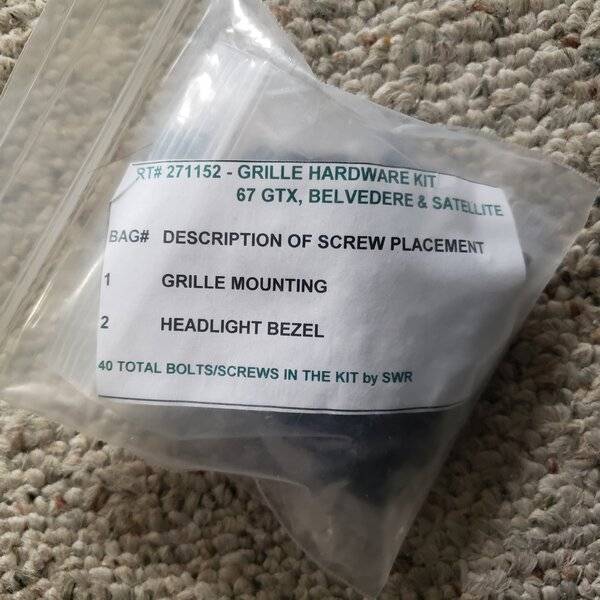 RT# 271152 - GRILLE HARDWARE KIT
67 GTX, BELVEDERE & SATELLITE
BAG# DESCRIPTION OF SCREW PLACEMENT
1 GRILLE MOUNTING
2 HEADLIGHT BEZEL
40 TOTAL BOLTS/SCREWS IN THE KIT by SWR